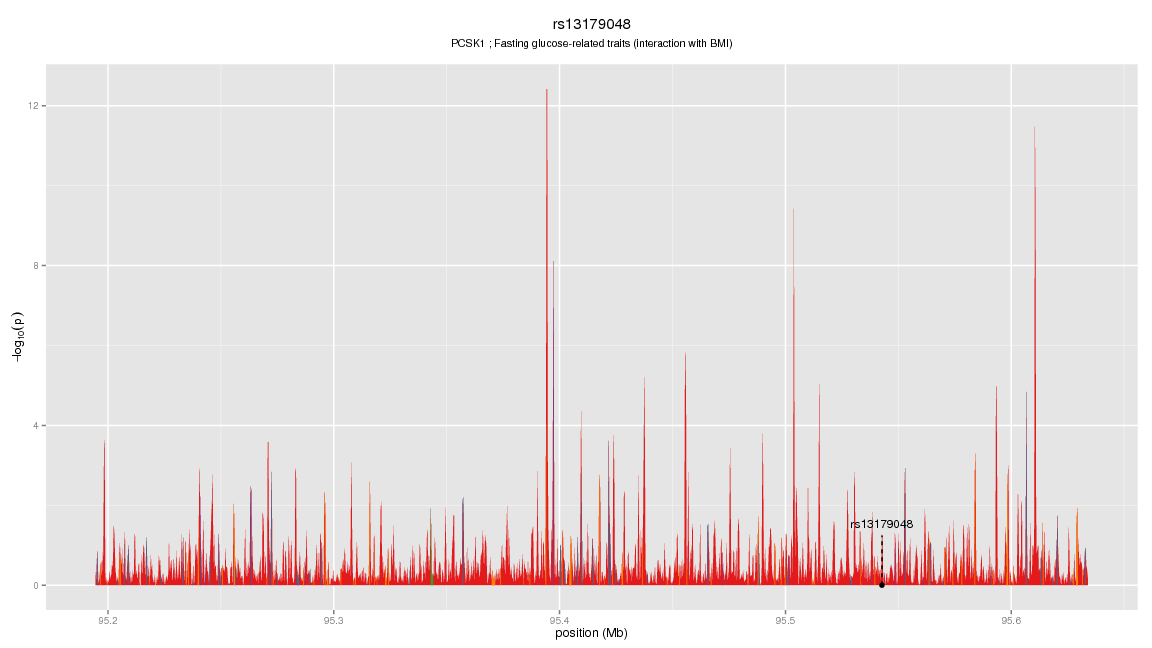 rs13179048
PCSK1 ; Fasting glucose-related traits (interaction with BMI)
12
8
4
0
−log10(p)
rs13179048
95.2
95.3
95.4
95.5
95.6
position (Mb)